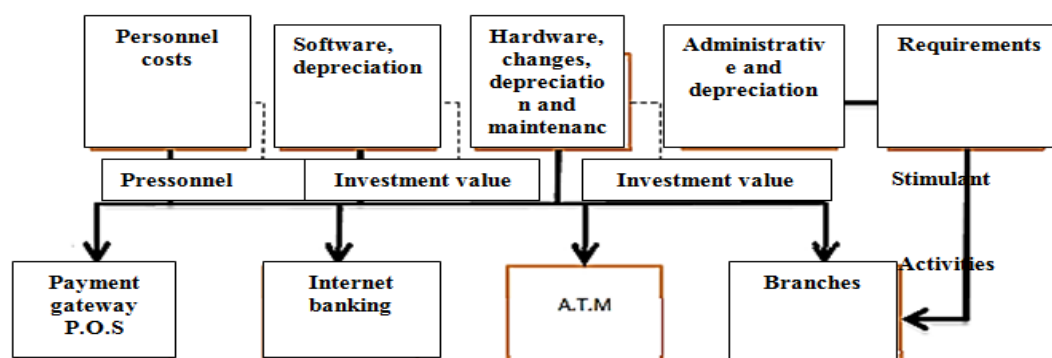 Personnel
costs
Software,
depreciation
Hardware,
changes,
depreciatio
n and
maintenanc
Administrativ
e and
depreciation
Requirements
Pressonnel
Investment value
Investment value
Stimulant
Payment
gateway
P.O.S
Internet
banking
A.T.M
Branches
Activities